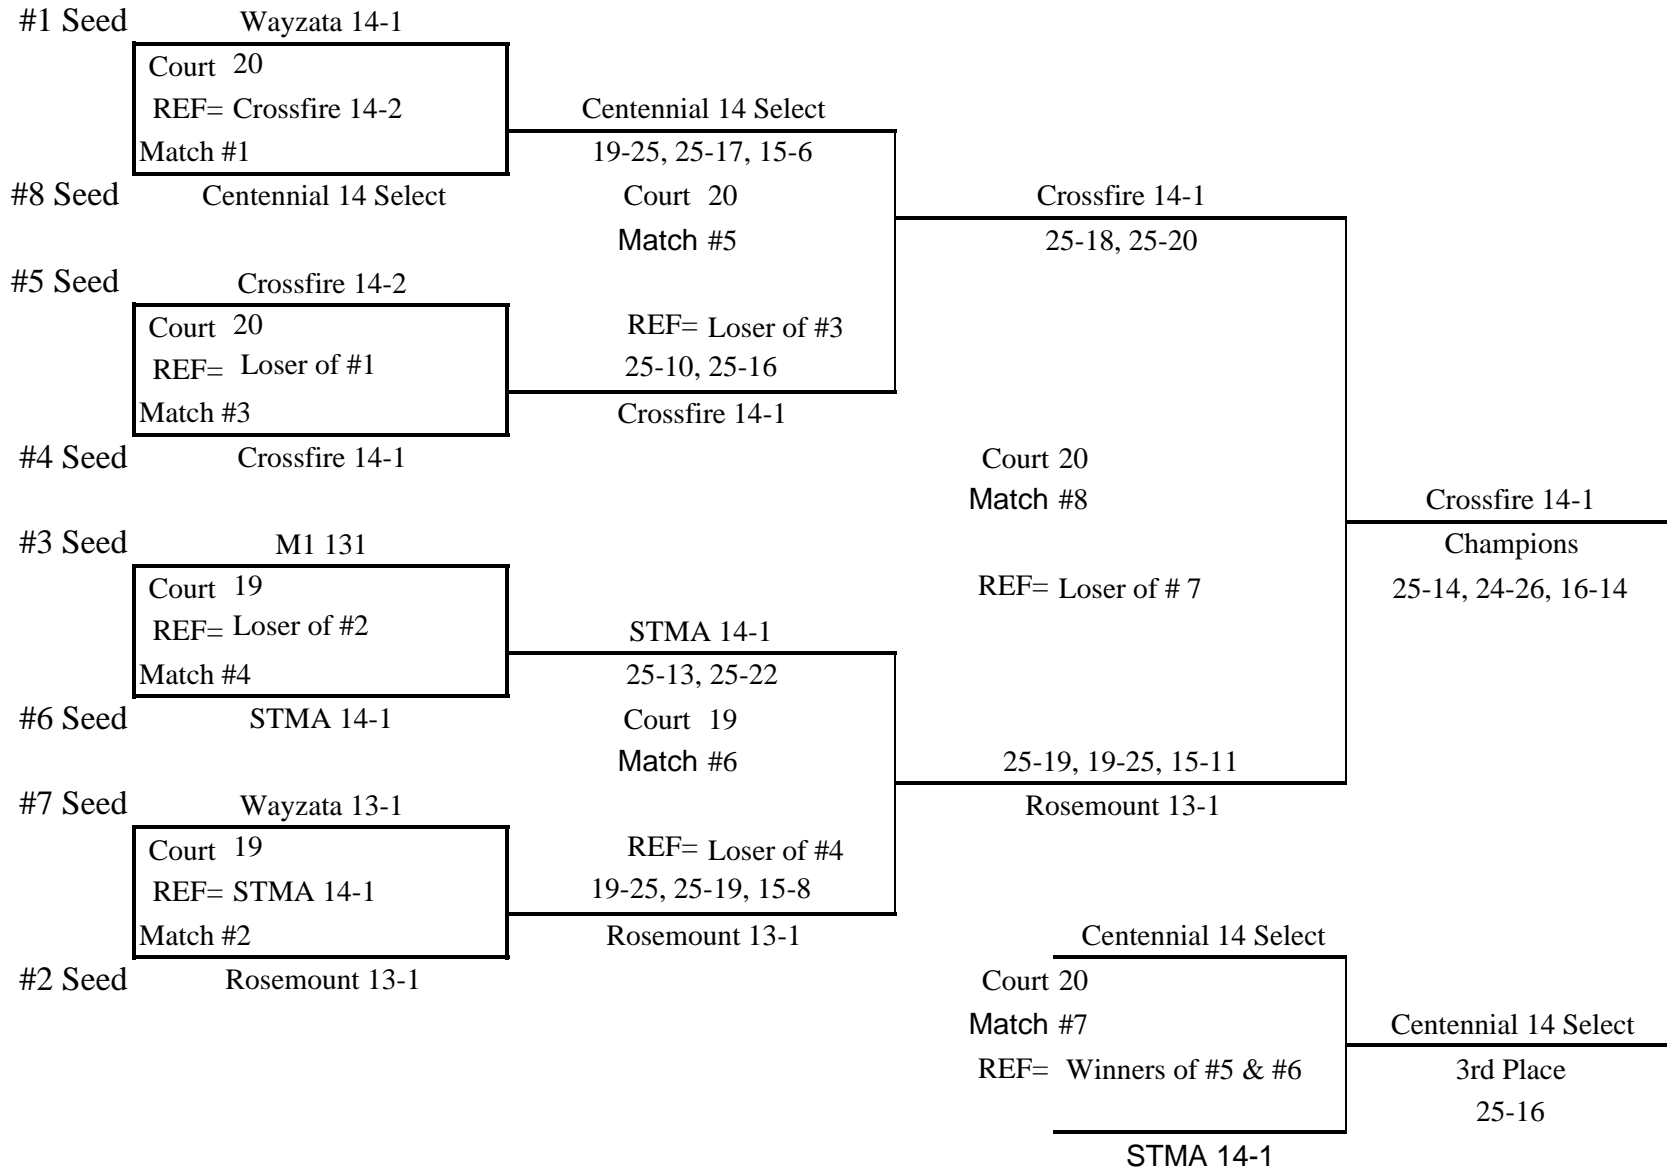 #1 Seed Wayzata 14-1
Court 20
REF= Crossfire 14-2
Match #1
#8 Seed Centennial 14 Select
Centennial 14 Select
19-25, 25-17, 15-6
Court 20
Match #5
REF= Loser of #3
#5 Seed Crossfire 14-2
Court 20
REF= Loser of #1
Match #3
#4 Seed Crossfire 14-1
25-10, 25-16
Crossfire 14-1
Crossfire 14-1
25-18, 25-20
#3 Seed M1 131
Court 19
REF= Loser of #2
Match #4
#6 Seed STMA 14-1
STMA 14-1
25-13, 25-22
Court 19
Match #6
REF= Loser of #4
#7 Seed Wayzata 13-1
Court 19
REF= STMA 14-1
Match #2
#2 Seed Rosemount 13-1
19-25, 25-19, 15-8
Rosemount 13-1
25-19, 19-25, 15-11
Rosemount 13-1
Court 20
Match #8
REF= Loser of # 7
Crossfire 14-1
Champions
25-14, 24-26, 16-14
Centennial 14 Select
Court 20
Match #7
REF= Winners of #5 & #6
STMA 14-1
Centennial 14 Select
3rd Place
25-16